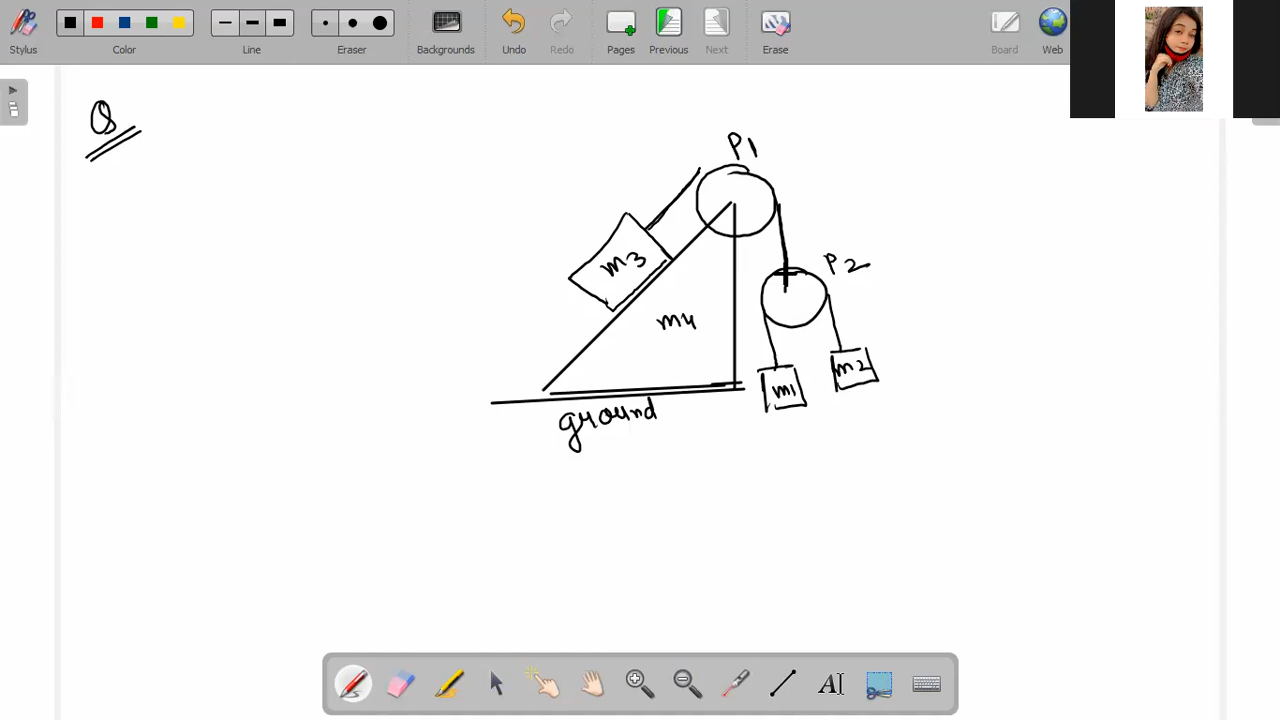 Stylus
Color
Line
Eraser
Backgrounds
Undo
Redo
Pages
Previous
Next
Erase
Board
Web
Q
P1
m3
P2
m4
m1
m2
ground
AI